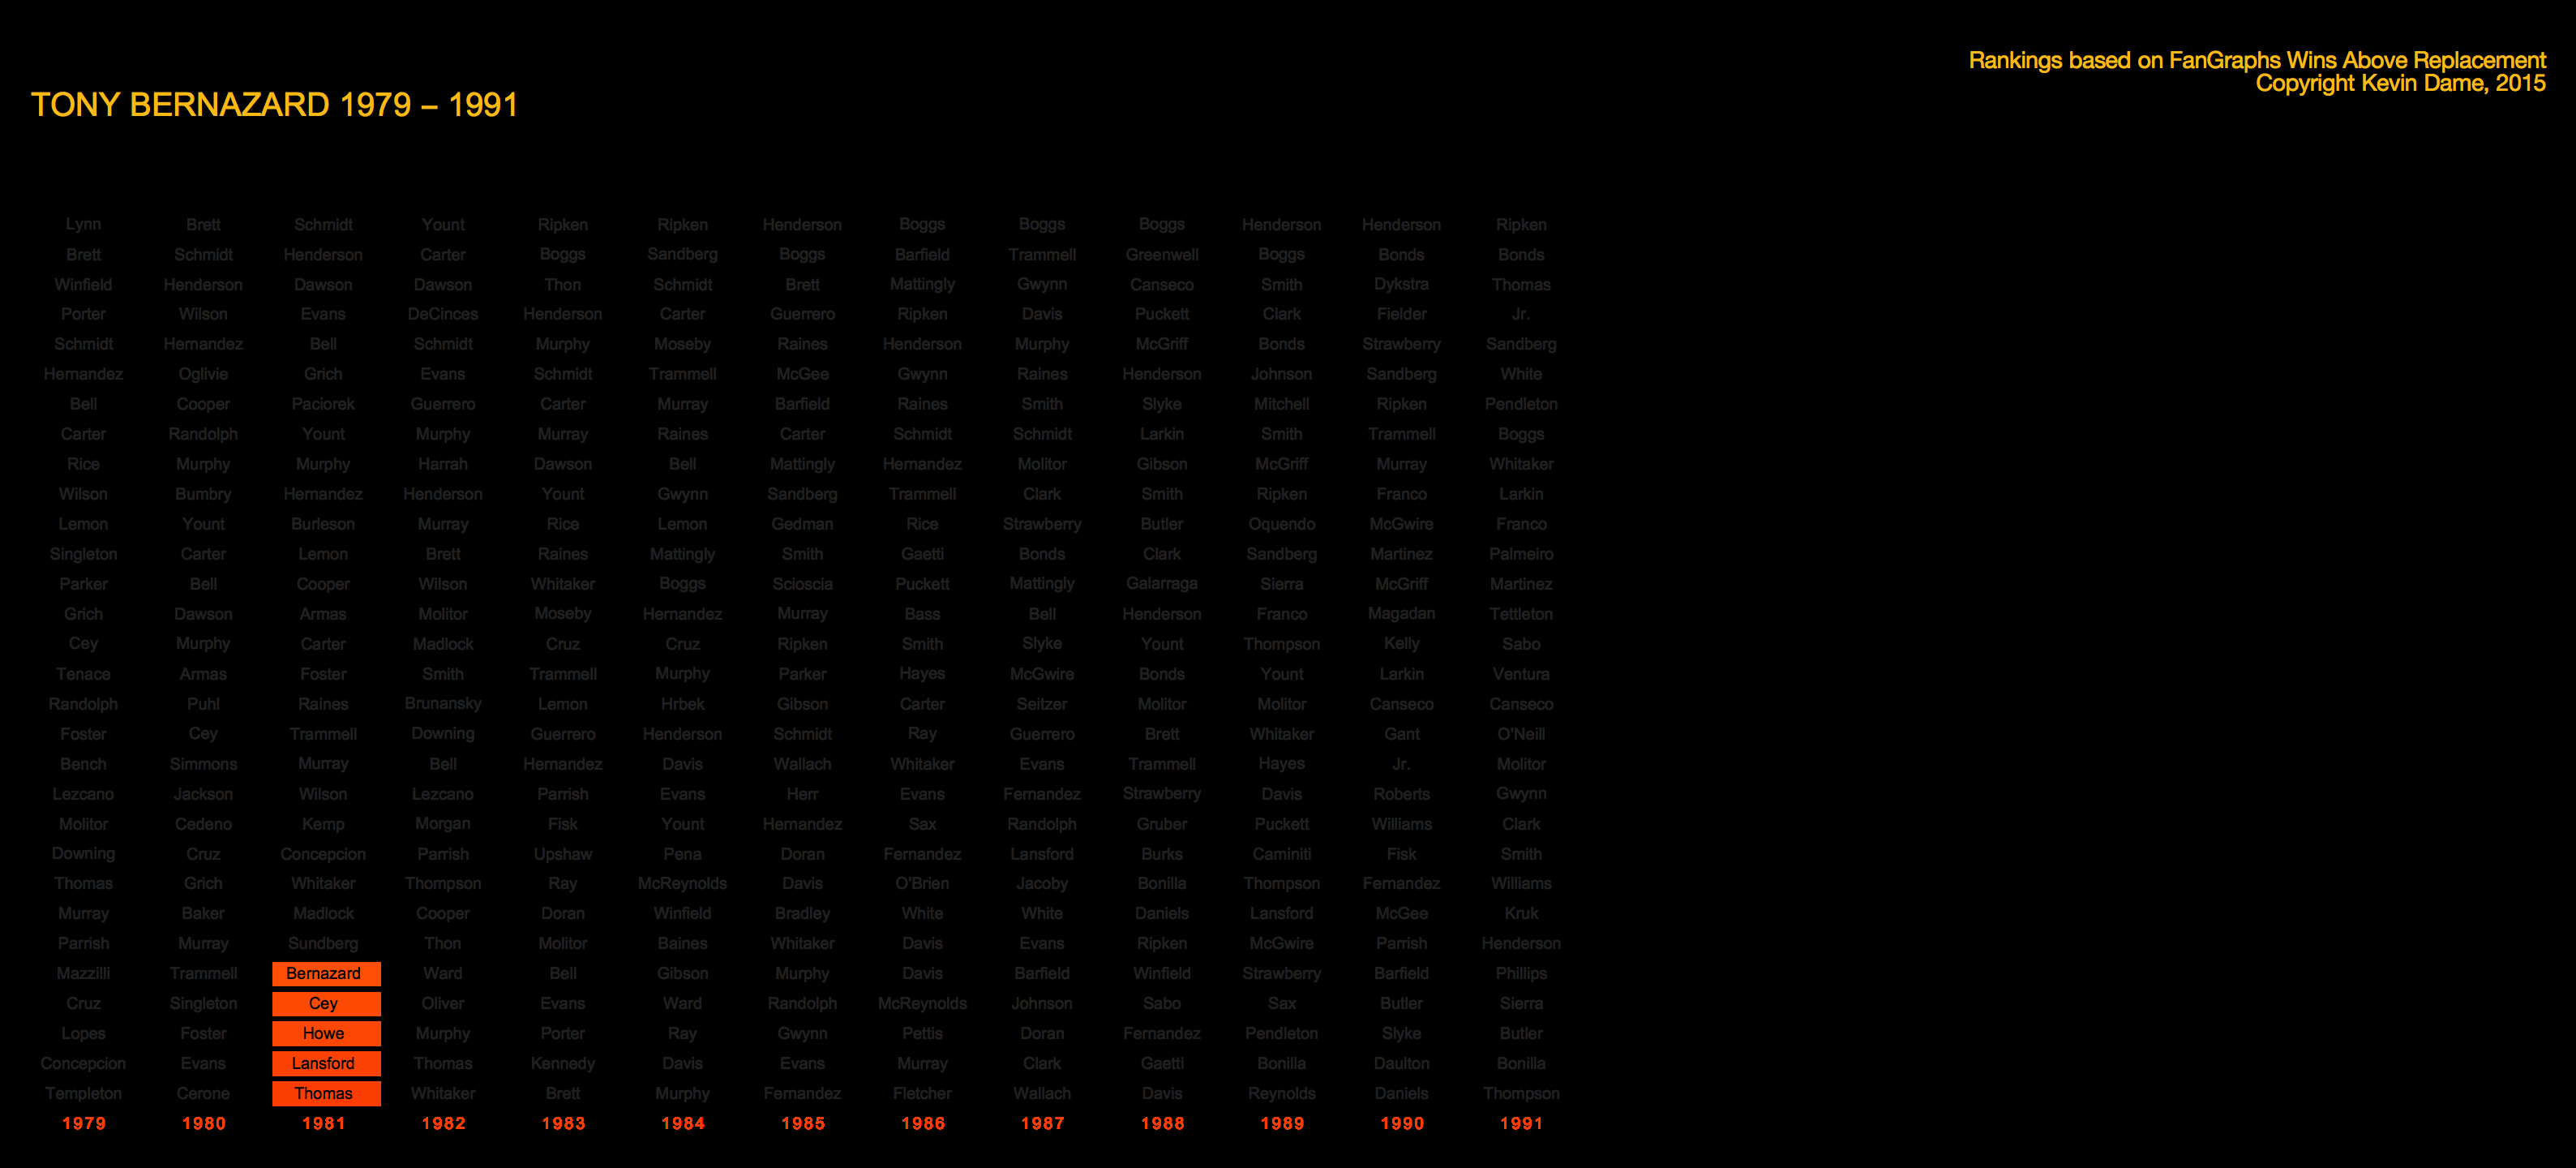 Rankings based on FanGraphs Wins Above Replacement
Copyright Kevin Dame, 2015
TONY BERNAZARD 1979 – 1991
Lynn Brett Schmidt Yount Ripken Ripken Henderson Boggs Boggs Boggs Henderson Henderson Ripken
Brett Schmidt Henderson Carter Boggs Sandberg Boggs Barfield Trammell Greenwell Boggs Bonds Bonds
Winfield Henderson Dawson Dawson Thon Schmidt Brett Mattingly Gwynn Canseco Smith Dykstra Thomas
Porter Wilson Evans DeCinces Henderson Carter Guerrero Ripken Davis Puckett Clark Fielder Jr.
Schmidt Hernandez Bell Schmidt Murphy Moseby Raines Henderson Murphy McGriff Bonds Strawberry Sandberg
Hernandez Oglivie Grich Evans Schmidt Trammell McGee Gwynn Raines Henderson Johnson Sandberg White
Bell Cooper Paciorek Guerrero Carter Murray Barfield Raines Smith Slyke Mitchell Ripken Pendleton
Carter Randolph Yount Murphy Murray Raines Carter Schmidt Schmidt Larkin Smith Trammell Boggs
Rice Murphy Murphy Harrah Dawson Bell Mattingly Hernandez Molitor Gibson McGriff Murray Whitaker
Wilson Bumbry Hernandez Henderson Yount Gwynn Sandberg Trammell Clark Smith Ripken Franco Larkin
Lemon Yount Burleson Murray Rice Lemon Gedman Rice Strawberry Butler Oquendo McGwire Franco
Singleton Carter Lemon Brett Raines Mattingly Smith Gaetti Bonds Clark Sandberg Martinez Palmeiro
Parker Bell Cooper Wilson Whitaker Boggs Scioscia Puckett Mattingly Galarraga Sierra McGriff Martinez
Grich Dawson Armas Molitor Moseby Hernandez Murray Bass Bell Henderson Franco Magadan Tettleton
Cey Murphy Carter Madlock Cruz Cruz Ripken Smith Slyke Yount Thompson Kelly Sabo
Tenace Armas Foster Smith Trammell Murphy Parker Hayes McGwire Bonds Yount Larkin Ventura
Randolph Puhl Raines Brunansky Lemon Hrbek Gibson Carter Seitzer Molitor Molitor Canseco Canseco
Foster Cey Trammell Downing Guerrero Henderson Schmidt Ray Guerrero Brett Whitaker Gant O'Neill
Bench Simmons Murray Bell Hernandez Davis Wallach Whitaker Evans Trammell Hayes Jr. Molitor
Lezcano Jackson Wilson Lezcano Parrish Evans Herr Evans Fernandez Strawberry Davis Roberts Gwynn
Molitor Cedeno Kemp Morgan Fisk Yount Hernandez Sax Randolph Gruber Puckett Williams Clark
Downing Cruz Concepcion Parrish Upshaw Pena Doran Fernandez Lansford Burks Caminiti Fisk Smith
Thomas Grich Whitaker Thompson Ray McReynolds Davis O'Brien Jacoby Bonilla Thompson Fernandez Williams
Murray Baker Madlock Cooper Doran Winfield Bradley White White Daniels Lansford McGee Kruk
Parrish Murray Sundberg Thon Molitor Baines Whitaker Davis Evans Ripken McGwire Parrish Henderson
Mazzilli Trammell Bernazard Ward Bell Gibson Murphy Davis Barfield Winfield Strawberry Barfield Phillips
Cruz Singleton Cey Oliver Evans Ward Randolph McReynolds Johnson Sabo Sax Butler Sierra
Lopes Foster Howe Murphy Porter Ray Gwynn Pettis Doran Fernandez Pendleton Slyke Butler
Concepcion Evans Lansford Thomas Kennedy Davis Evans Murray Clark Gaetti Bonilla Daulton Bonilla
Templeton Cerone Thomas Whitaker Brett Murphy Fernandez Fletcher Wallach Davis Reynolds Daniels Thompson
1979 1980 1981 1982 1983 1984 1985 1986 1987 1988 1989 1990 1991